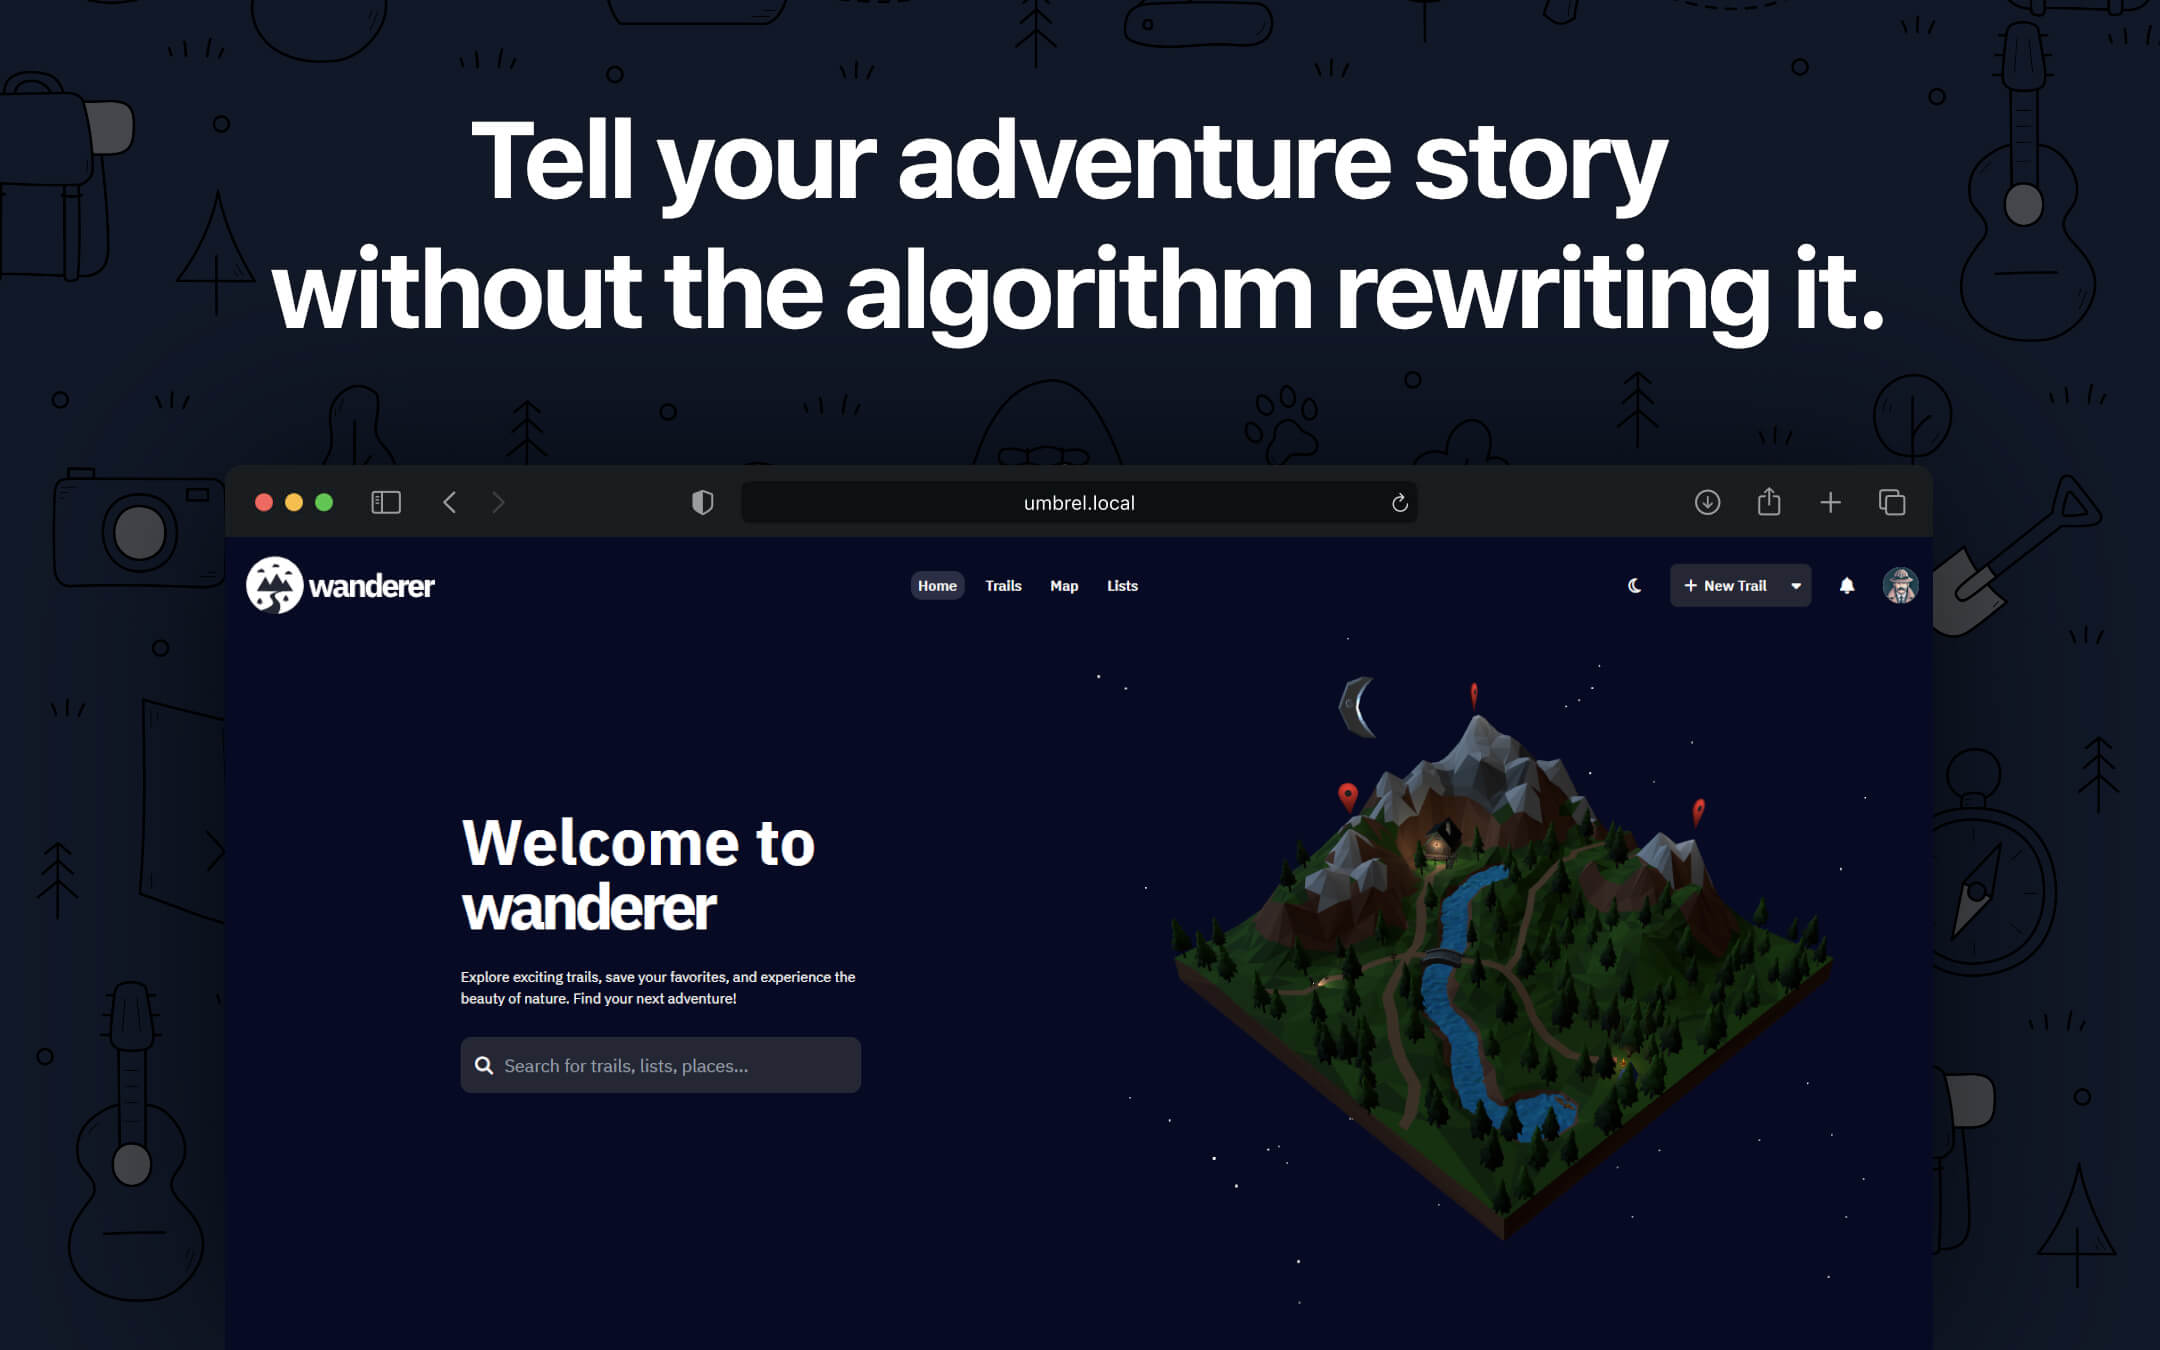 Tell your adventure story
without the algorithm rewriting it.
umbrel.local
wanderer
Home Trails Map Lists
New Trail
Welcome to
wanderer
Explore exciting trails, save your favorites, and experience the
beauty of nature. Find your next adventure!
Search for trails, lists, places...